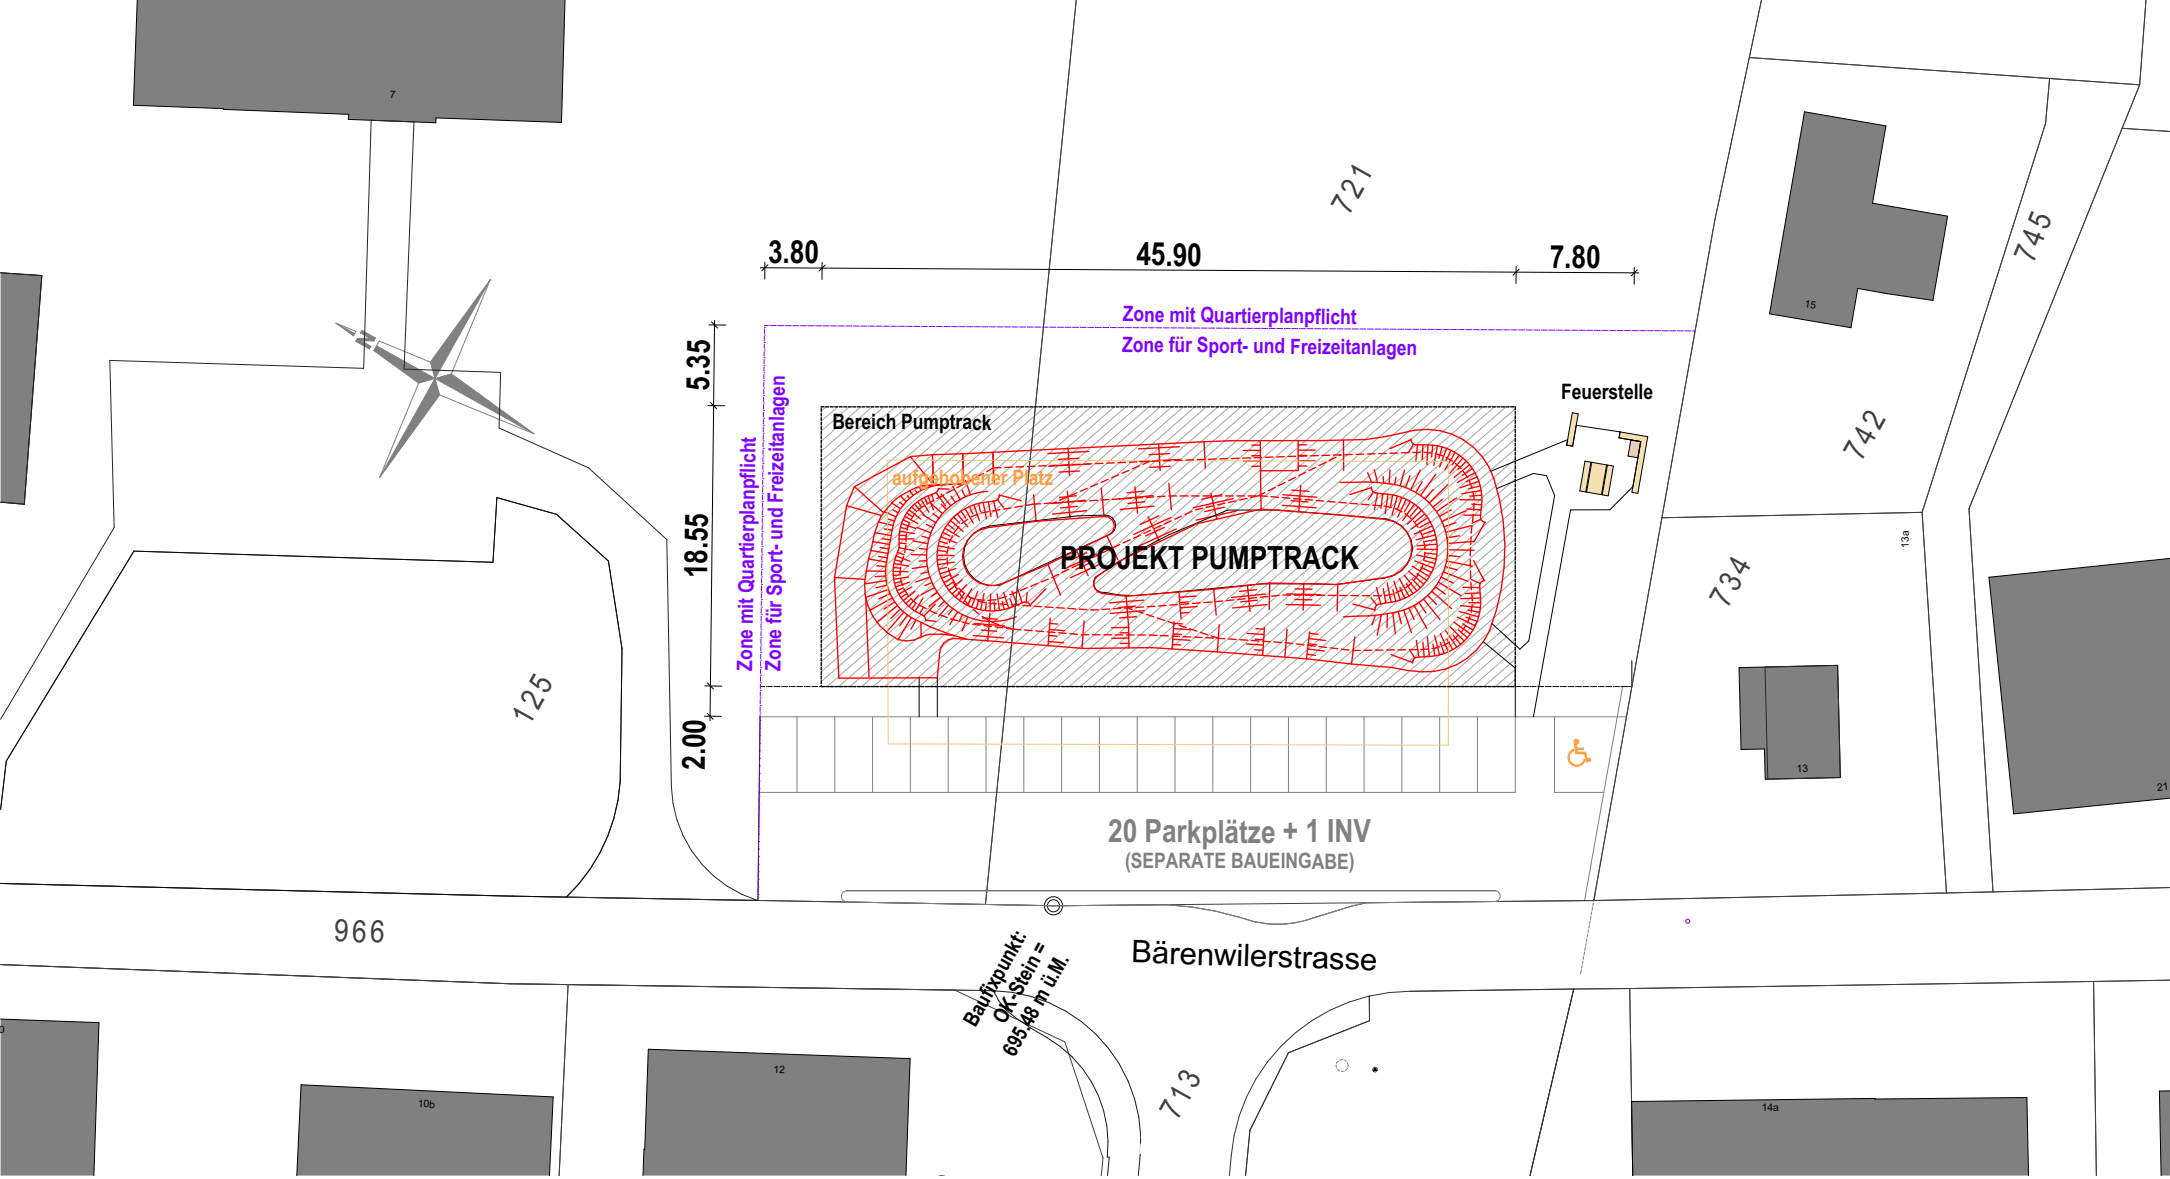 7
721
745
3.80
45.90
7.80
Zone mit Quartierplanpflicht
Zone für Sport- und Freizeitanlagen
15
N
5.35
Zone mit Quartierplanpflicht
Zone für Sport- und Freizeitanlagen
Feuerstelle
Bereich Pumptrack
742
aufgehobener Platz
18.55
PROJEKT PUMPTRACK
13a
734
125
2.00
13
21
20 Parkplätze + 1 INV
(SEPARATE BAUEINGABE)
966
Bärenwilerstrasse
Baufixpunkt:
OK-Stein =
695.48 m ü.M.
12
10b
713
14a